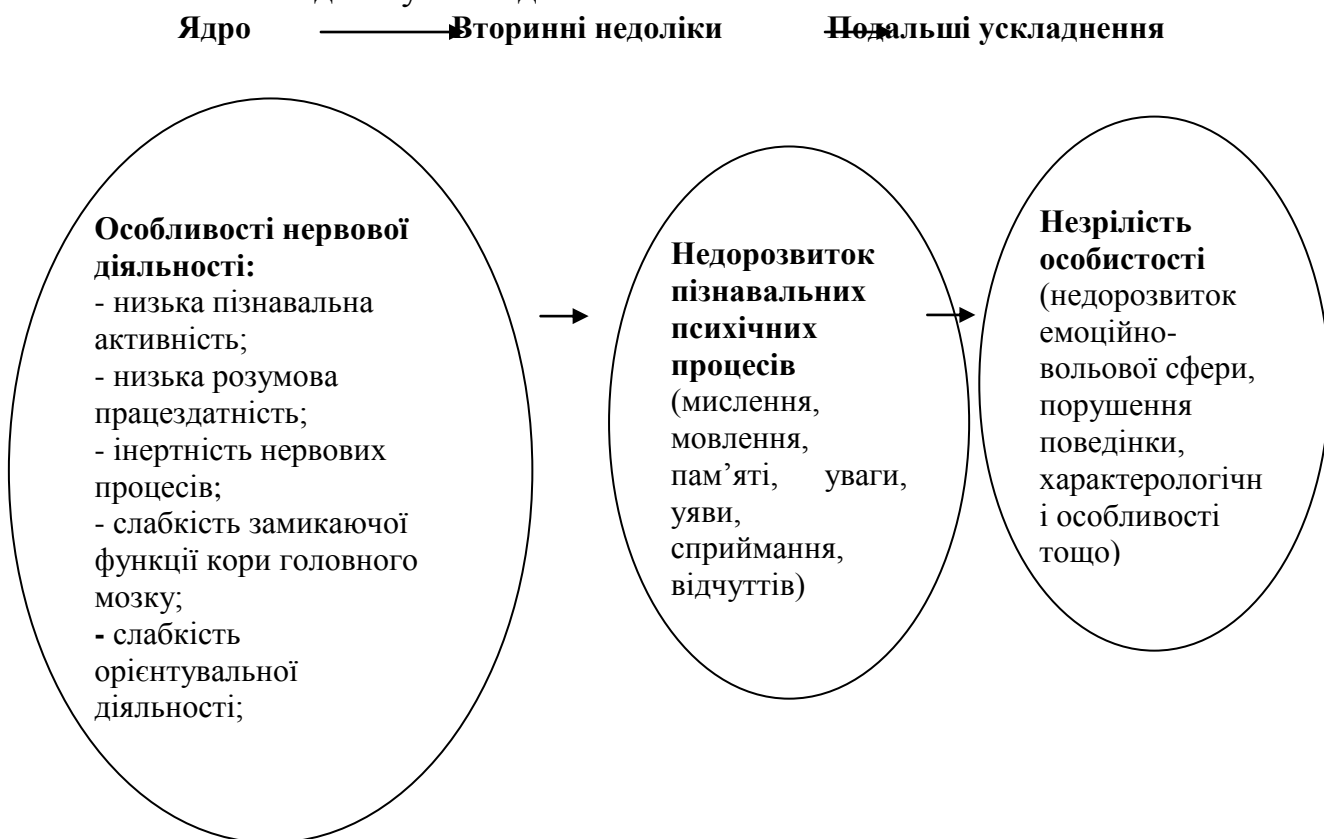 Ядро Вторинні недоліки Подальші ускладнення
Особливості нервової
діяльності:
- низька пізнавальна
активність;
- низька розумова
працездатність;
- інертність нервових
процесів;
- слабкість замикаючої
функції кори головного
мозку;
- слабкість
орієнтувальної
діяльності;
Недорозвиток
пізнавальних
психічних
процесів
(мислення,
мовлення,
пам’яті, уваги,
уяви,
сприймання,
відчуттів)
Незрілість
особистості
(недорозвиток
емоційно-
вольової сфери,
порушення
поведінки,
характерологічн
і особливості
тощо)